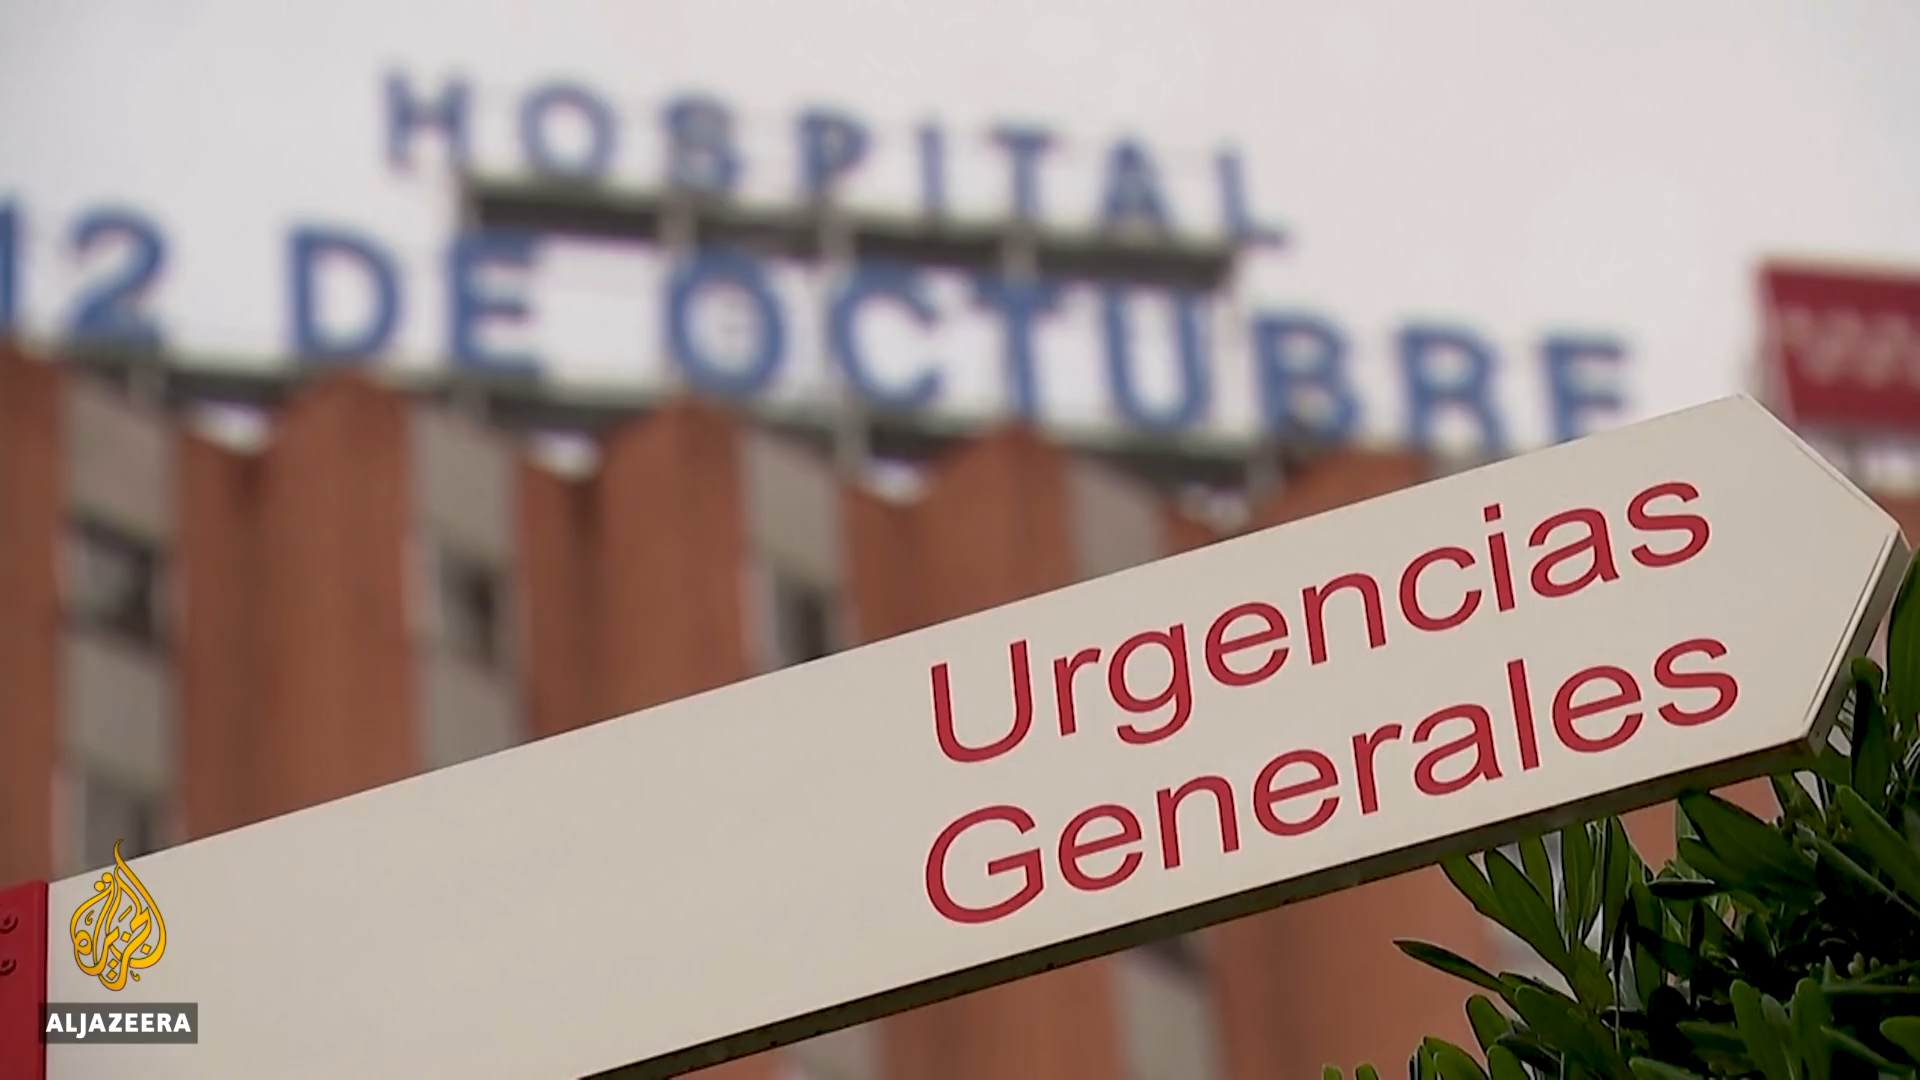 HOSPITAL
12 DE OCTUBRE
Urgencias
Generales
ALJAZEERA